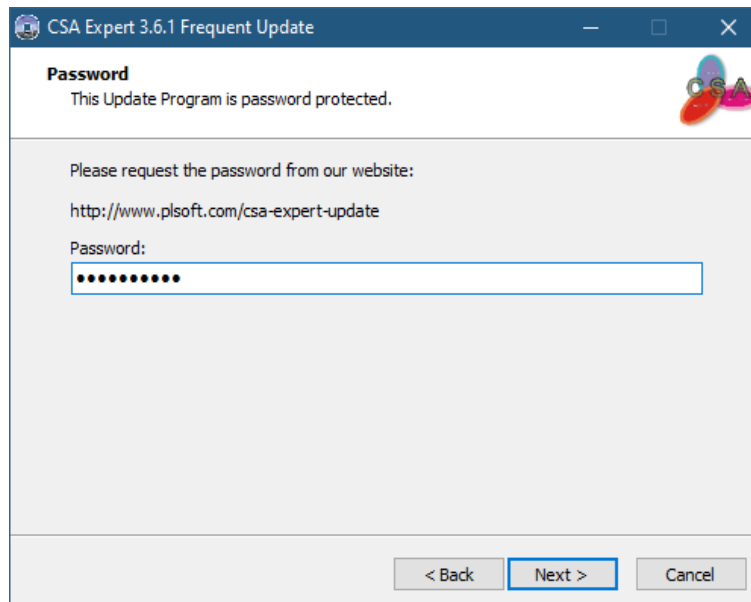 CSA Expert 3.6.1 Frequent Update
Password
This Update Program is password protected.
CSA
Please request the password from our website:
http://www.plsoft.com/csa-expert-update
Password:
••••••••••
< Back
Next >
Cancel